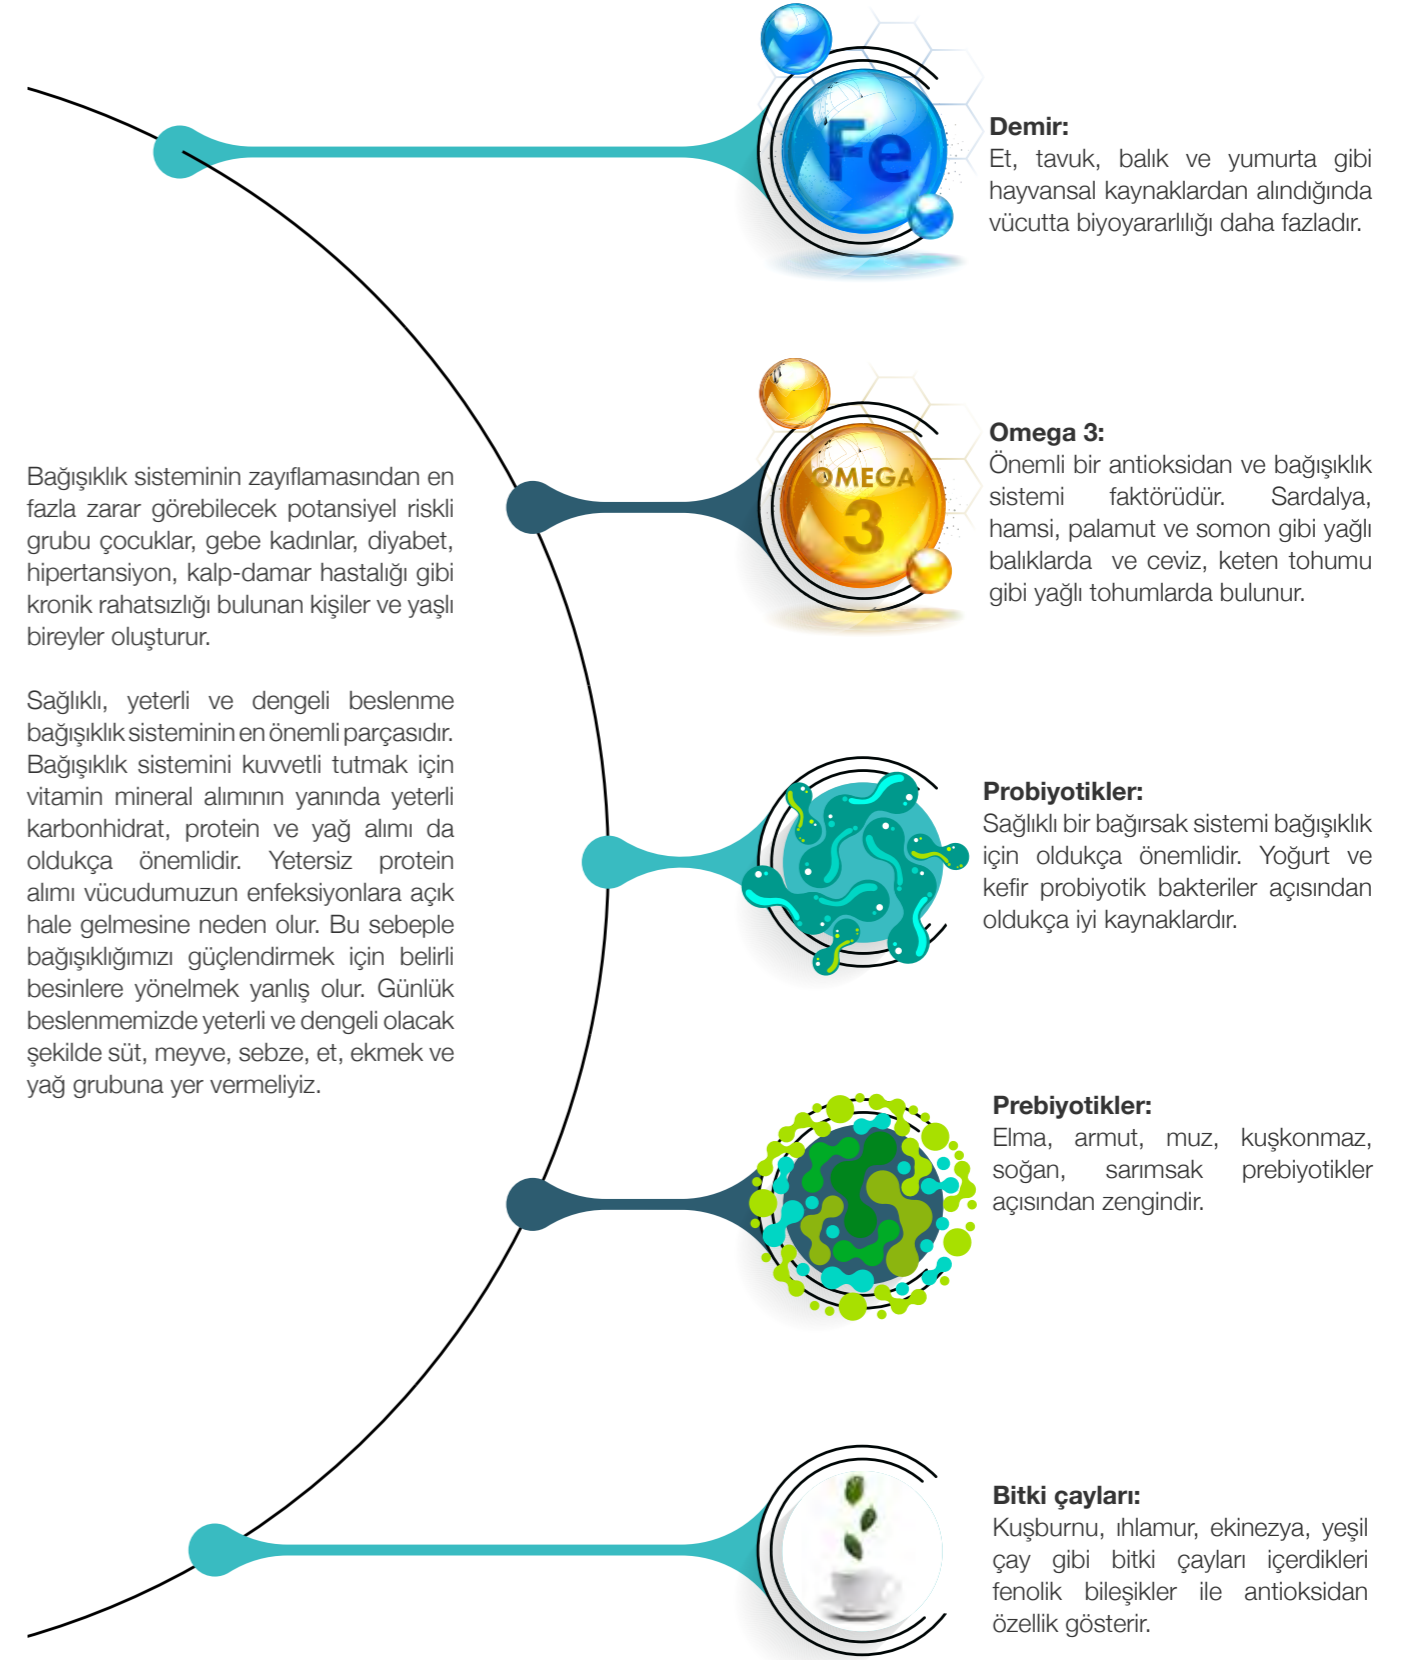 Bağışıklık sisteminin zayıflamasından en
fazla zarar görebilecek potansiyel riskli
grubu çocuklar, gebe kadınlar, diyabet,
hipertansiyon, kalp-damar hastalığı gibi
kronik rahatsızlığı bulunan kişiler ve yaşlı
bireyler oluşturur.
Sağlıklı, yeterli ve dengeli beslenme
bağışıklık sisteminin en önemli parçasıdır.
Bağışıklık sistemini kuvvetli tutmak için
vitamin mineral alımının yanında yeterli
karbonhidrat, protein ve yağ alımı da
oldukça önemlidir. Yetersiz protein
alımı vücudumuzun enfeksiyonlara açık
hale gelmesine neden olur. Bu sebeple
bağışıklığımızı güçlendirmek için belirli
besinlere yönelmek yanlış olur. Günlük
beslenmemizde yeterli ve dengeli olacak
şekilde süt, meyve, sebze, et, ekmek ve
yağ grubuna yer vermeliyiz.
Fe
Demir:
Et, tavuk, balık ve yumurta gibi
hayvansal kaynaklardan alındığında
vücutta biyoyararlılığı daha fazladır.
OMEGA
3
Omega 3:
Önemli bir antioksidan ve bağışıklık
sistemi faktörüdür. Sardalya,
hamsi, palamut ve somon gibi yağlı
balıklarda ve ceviz, keten tohumu
gibi yağlı tohumlarda bulunur.
Probiyotikler:
Sağlıklı bir bağırsak sistemi bağışıklık
için oldukça önemlidir. Yoğurt ve
kefir probiyotik bakteriler açısından
oldukça iyi kaynaklardır.
Prebiyotikler:
Elma, armut, muz, kuşkonmaz,
soğan, sarımsak prebiyotikler
açısından zengindir.
Bitki çayları:
Kuşburnu, ıhlamur, ekinezya, yeşil
çay gibi bitki çayları içerdikleri
fenolik bileşikler ile antioksidan
özellik gösterir.